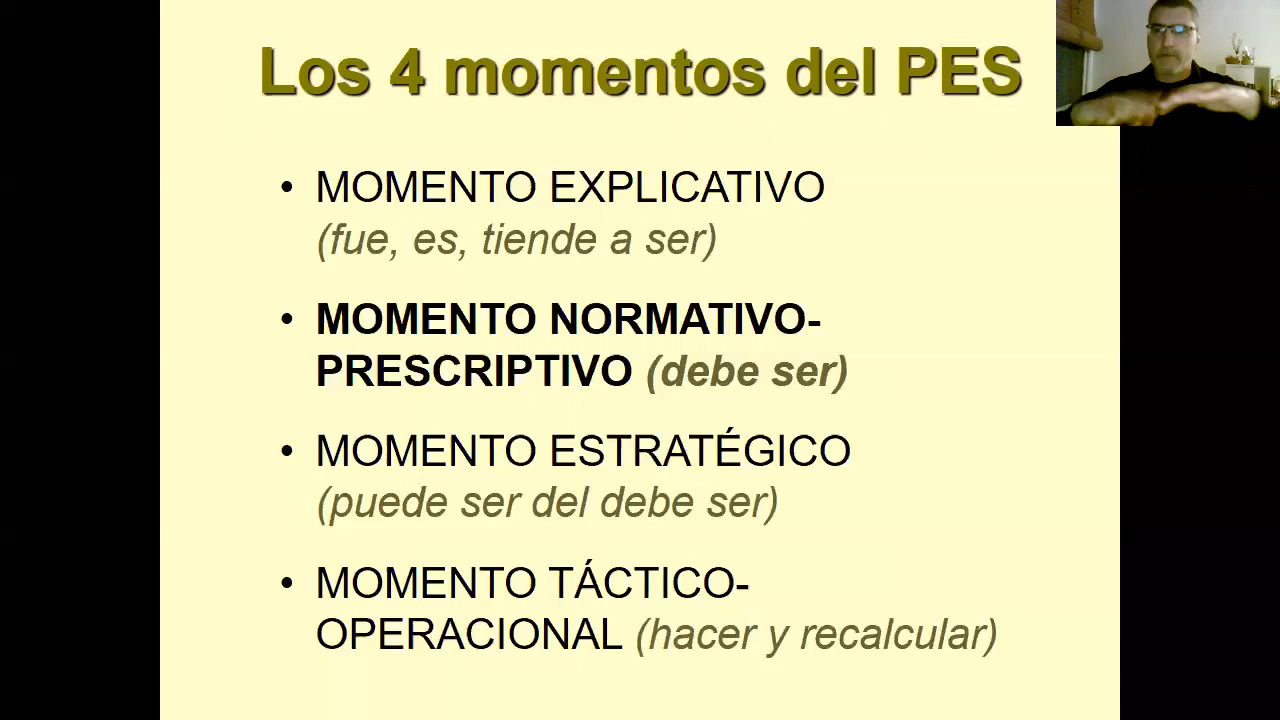 Los 4 momentos del PES
• MOMENTO EXPLICATIVO
(fue, es, tiende a ser)
• MOMENTO NORMATIVO-
PRESCRIPTIVO (debe ser)
• MOMENTO ESTRATÉGICO
(puede ser del debe ser)
• MOMENTO TÁCTICO-
OPERACIONAL (hacer y recalcular)